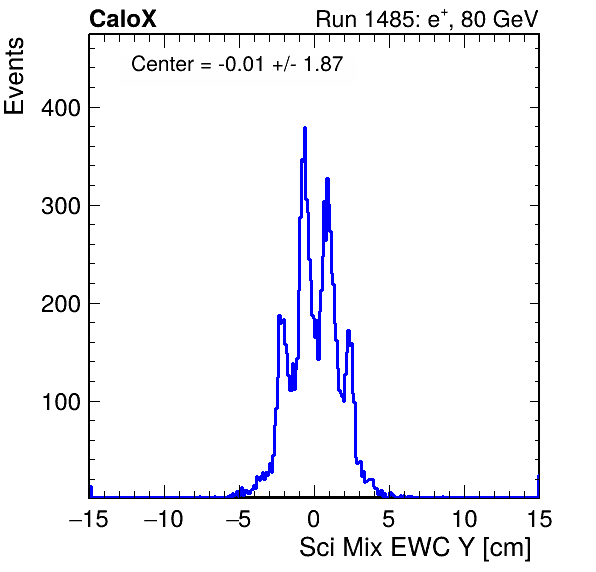 CaloX Run 1485: e+, 80 GeV
Events
Center = -0.01 +/- 1.87
400
300
200
100
−15 −10 −5 0 5 10 15
Sci Mix EWC Y [cm]